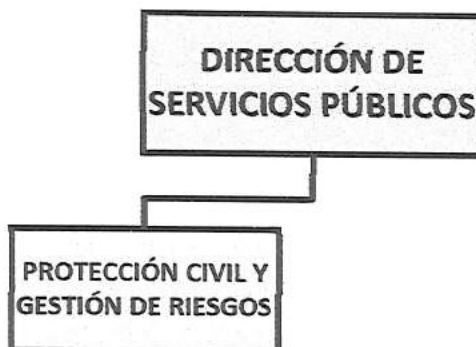 DIRECCIÓN DE
SERVICIOS PÚBLICOS
PROTECCIÓN CIVIL Y
GESTIÓN DE RIESGOS